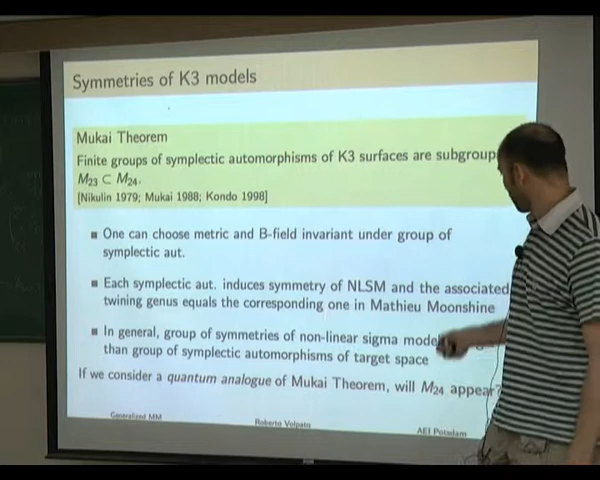 Symmetries of K3 models
Mukai Theorem
Finite groups of symplectic automorphisms of K3 surfaces are subgroup
M₂₃ ⊂ M₂₄.
[Nikulin 1979; Mukai 1988; Kondo 1998]
One can choose metric and B-field invariant under group of
symplectic aut.
Each symplectic aut. induces symmetry of NLSM and the associated
twining genus equals the corresponding one in Mathieu Moonshine
In general, group of symmetries of non-linear sigma mode
than group of symplectic automorphisms of target space
If we consider a quantum analogue of Mukai Theorem, will M₂₄ appear?
Generalized MM
Roberto Volpato
AEI Potsdam